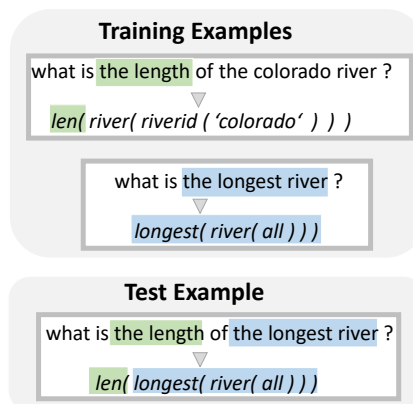 Training Examples
what is the length of the colorado river ?
len( river( riverid ( ‘colorado‘ ) ) )
what is the longest river ?
longest( river( all ) ) )
Test Example
what is the length of the longest river ?
len( longest( river( all ) ) )